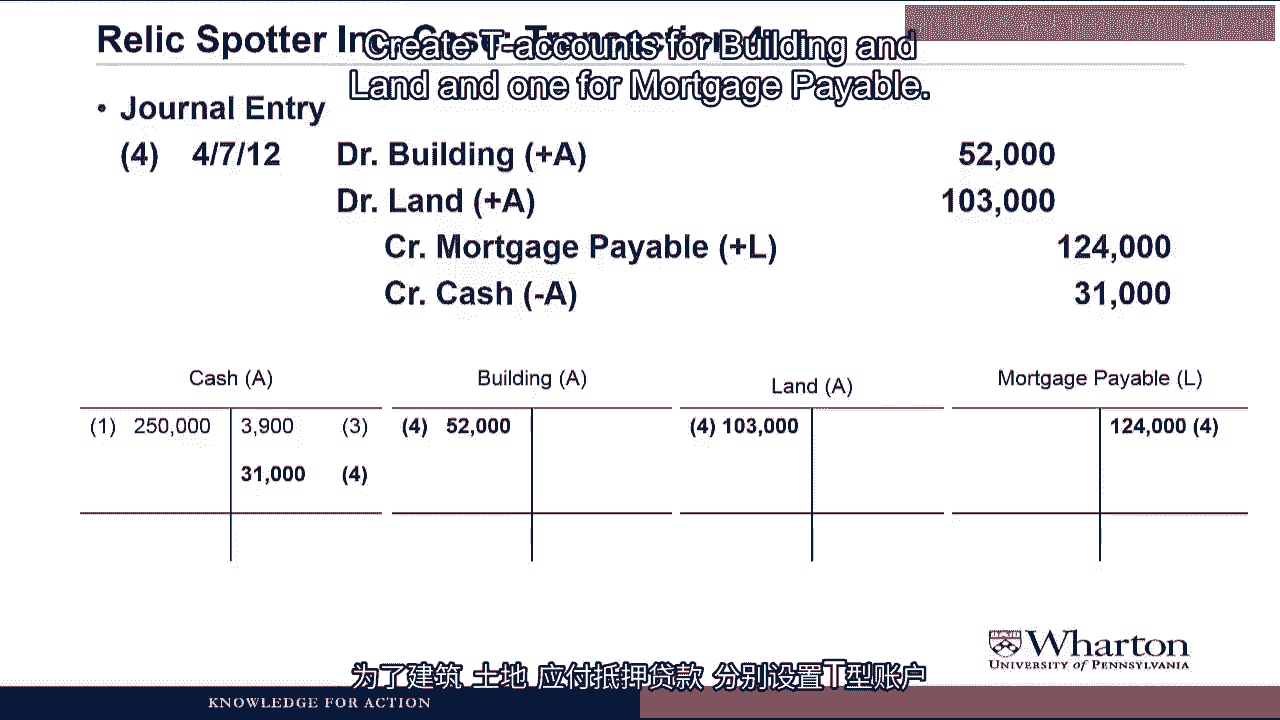 Relic Spotter Inc. Case: Transaction 4
Create T-accounts for Building and
Land and one for Mortgage Payable.
• Journal Entry
(4) 4/7/12 Dr. Building (+A) 52,000
Dr. Land (+A) 103,000
Cr. Mortgage Payable (+L) 124,000
Cr. Cash (-A) 31,000
Cash (A) Building (A) Land (A) Mortgage Payable (L)
(1) 250,000 3,900 (3) (4) 52,000 (4) 103,000 124,000 (4)
31,000 (4)
Wharton
UNIVERSITY of PENNSYLVANIA
为了建筑 土地 应付抵押贷款 分别设置T型账户
KNOWLEDGE FOR ACTION